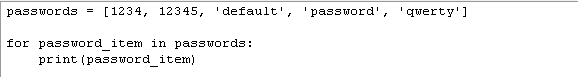 passwords = [1234, 12345, 'default', 'password', 'qwerty']
for password_item in passwords:
    print(password_item)